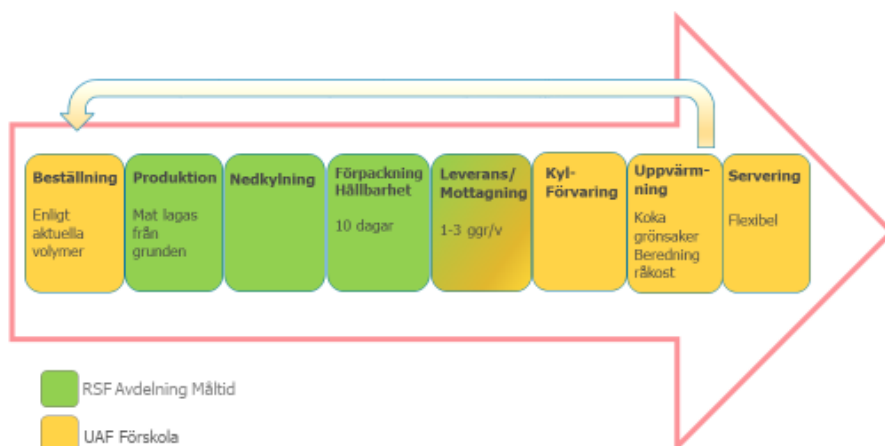 Beställning
Enligt
aktuella
volymer
Produktion
Mat lagas
från
grunden
Nedkylning
Förpackning
Hållbarhet
10 dagar
Leverans/
Mottagning
1-3 ggr/v
Kyl-
Förvaring
Uppvärm-
ning
Koka
grönsaker
Beredning
råkost
Servering
Flexibel
RSF Avdelning Måltid
UAF Förskola